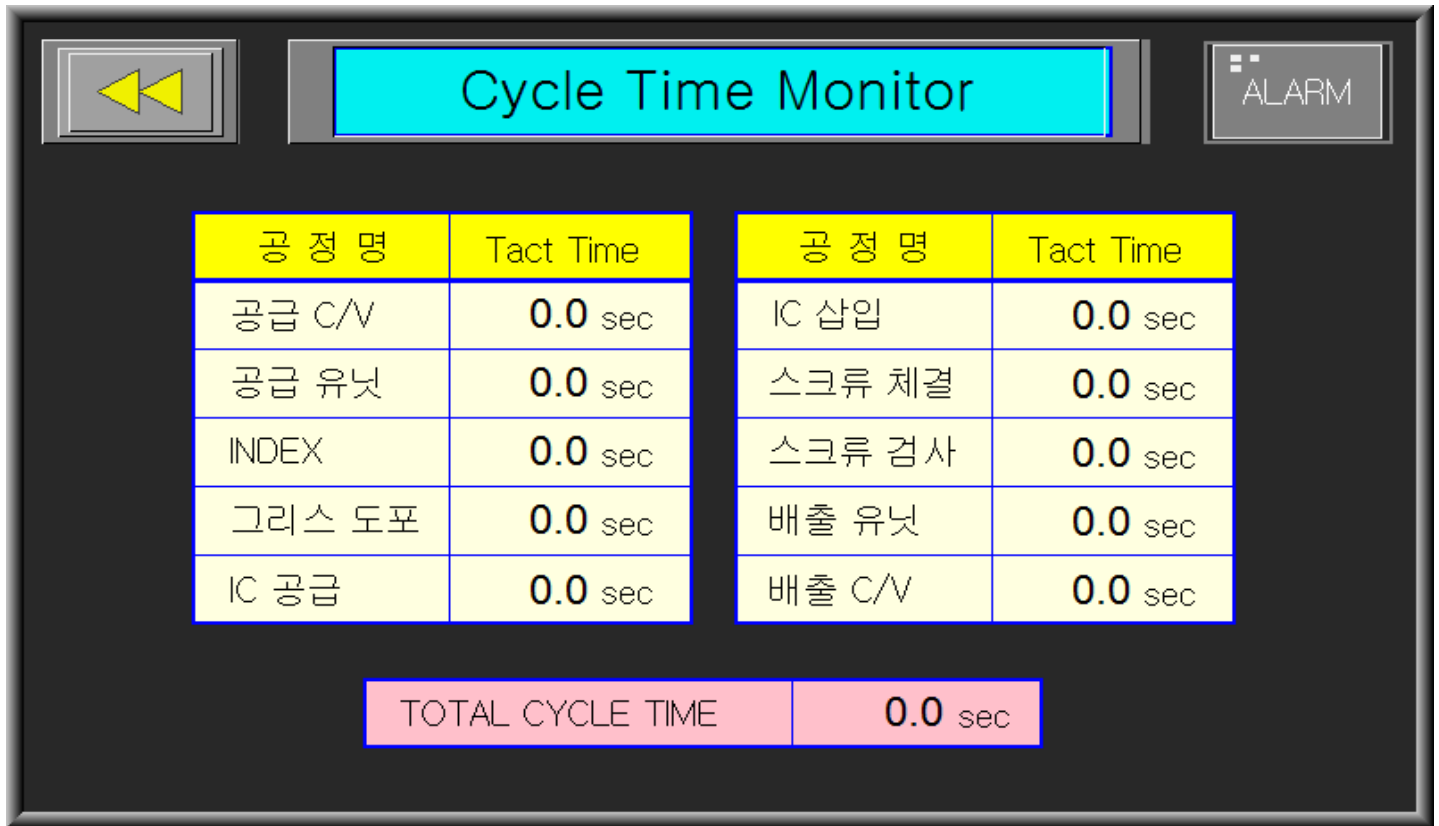 Cycle Time Monitor
ALARM
공 정 명 Tact Time
공급 C/V 0.0 sec
공급 유닛 0.0 sec
INDEX 0.0 sec
그리스 도포 0.0 sec
IC 공급 0.0 sec
공 정 명 Tact Time
IC 삽입 0.0 sec
스크류 체결 0.0 sec
스크류 검사 0.0 sec
배출 유닛 0.0 sec
배출 C/V 0.0 sec
TOTAL CYCLE TIME 0.0 sec